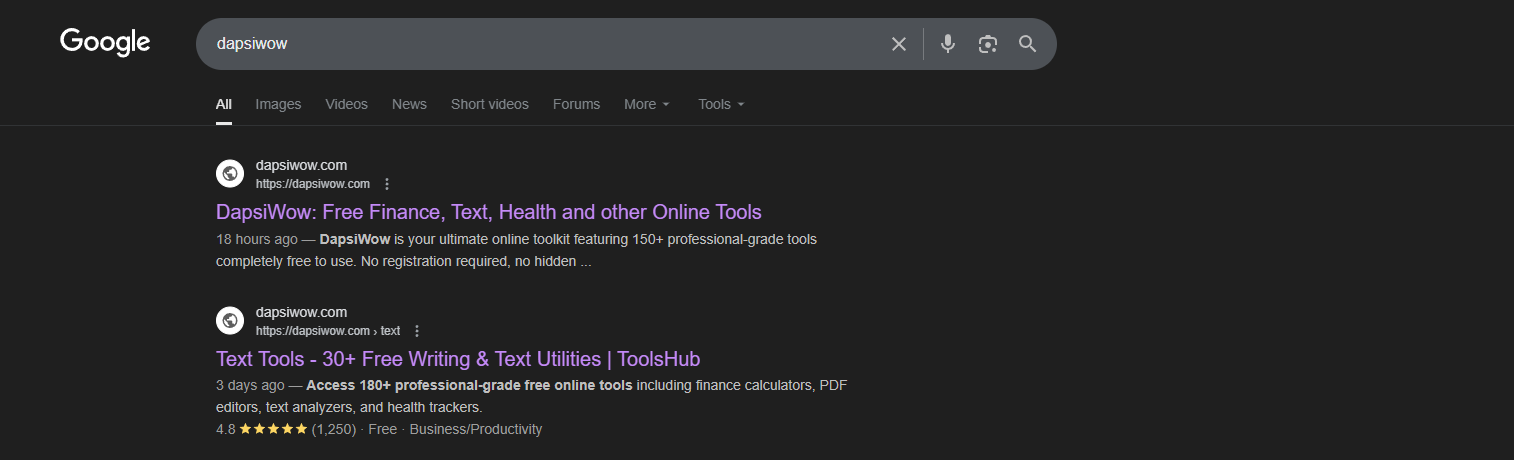 Google
dapsiwow
All Images Videos News Short videos Forums More Tools
dapsiwow.com
https://dapsiwow.com
DapsiWow: Free Finance, Text, Health and other Online Tools
18 hours ago — DapsiWow is your ultimate online toolkit featuring 150+ professional-grade tools
completely free to use. No registration required, no hidden ...
dapsiwow.com
https://dapsiwow.com › text
Text Tools - 30+ Free Writing & Text Utilities | ToolsHub
3 days ago — Access 180+ professional-grade free online tools including finance calculators, PDF
editors, text analyzers, and health trackers.
4.8 ★★★★★ (1,250) · Free · Business/Productivity